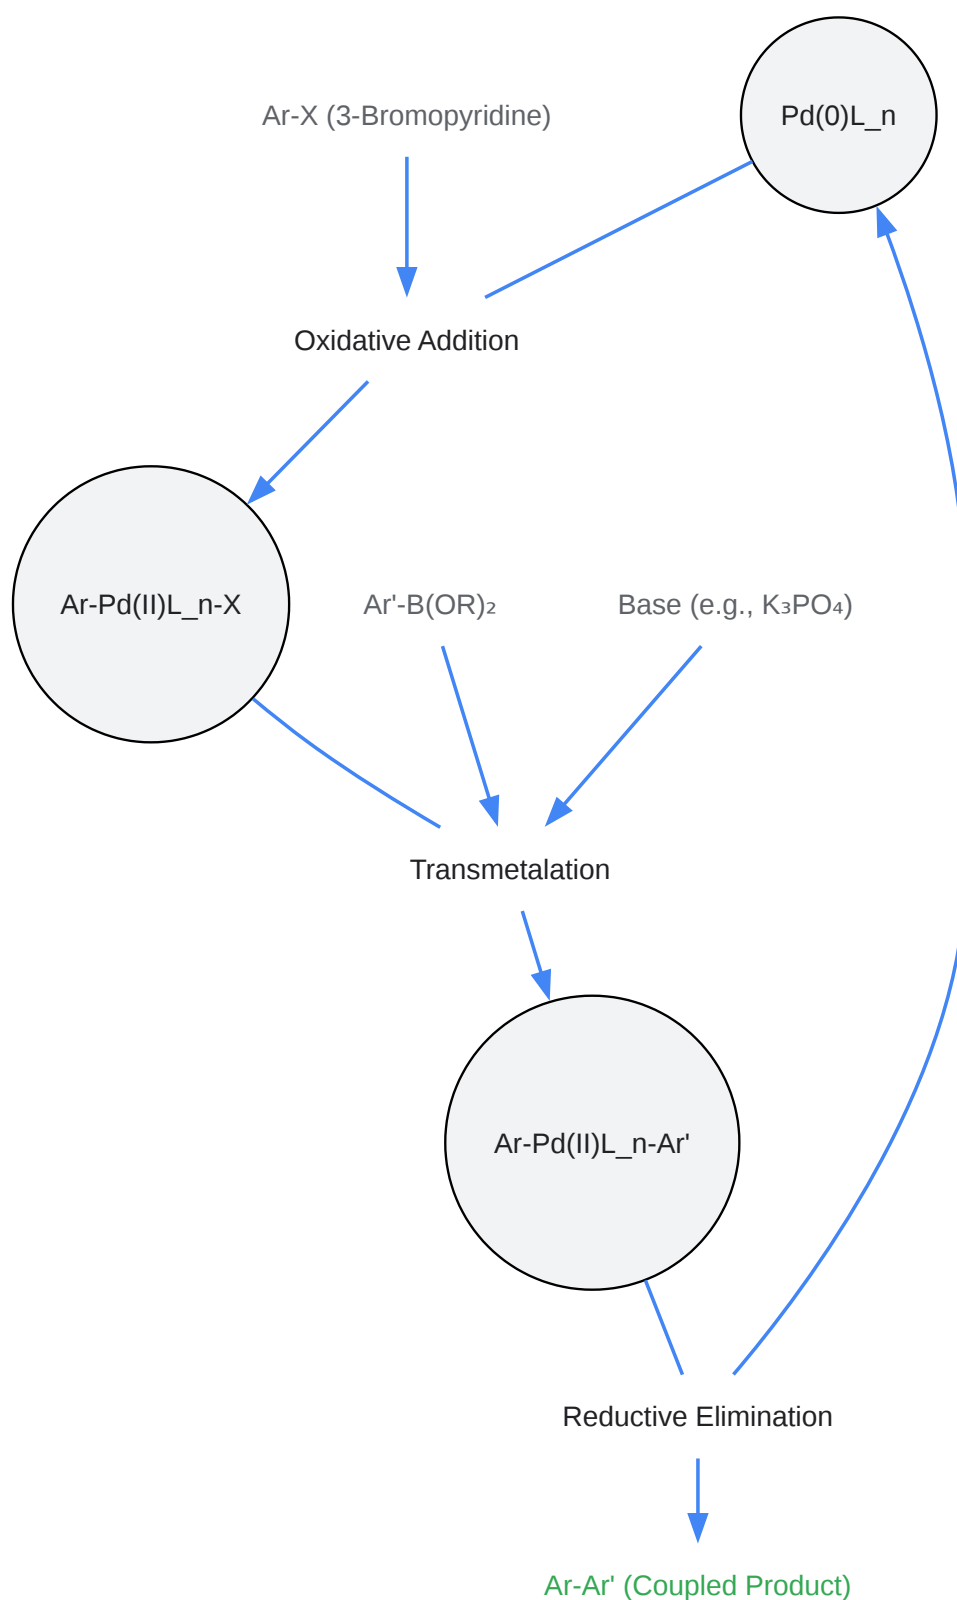 Ar-X (3-Bromopyridine)
Pd(0)L_n
Oxidative Addition
Ar-Pd(II)L_n-X
Ar'-B(OR)₂
Base (e.g., K₃PO₄)
Transmetalation
Ar-Pd(II)L_n-Ar'
Reductive Elimination
Ar-Ar' (Coupled Product)